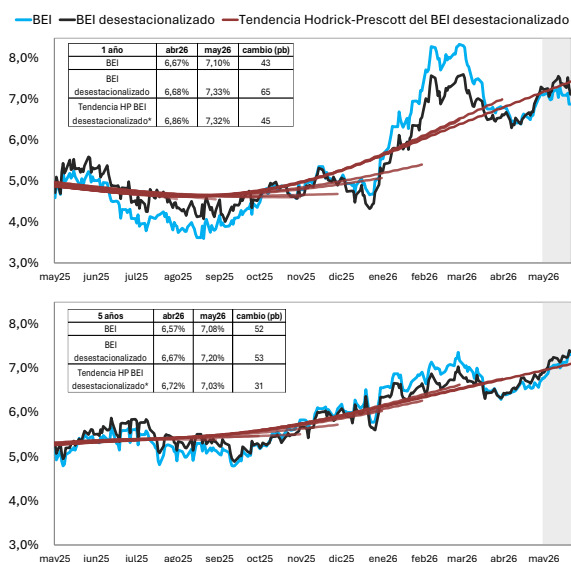 BEI BEI desestacionalizado Tendencia Hodrick-Prescott del BEI desestacionalizado
8,0%
7,0%
6,0%
5,0%
4,0%
3,0%
1 año abr26 may26 cambio (pb)
BEI 6,67% 7,10% 43
BEI
desestacionalizado 6,68% 7,33% 65
Tendencia HP BEI
desestacionalizado* 6,86% 7,32% 45
may25 jun25 jul25 ago25 sep25 oct25 nov25 dic25 ene26 feb26 mar26 abr26 may26
8,0%
7,0%
6,0%
5,0%
4,0%
3,0%
5 años abr26 may26 cambio (pb)
BEI 6,57% 7,08% 52
BEI
desestacionalizado 6,67% 7,20% 53
Tendencia HP BEI
desestacionalizado* 6,72% 7,03% 31
may25 jun25 jul25 ago25 sep25 oct25 nov25 dic25 ene26 feb26 mar26 abr26 may26